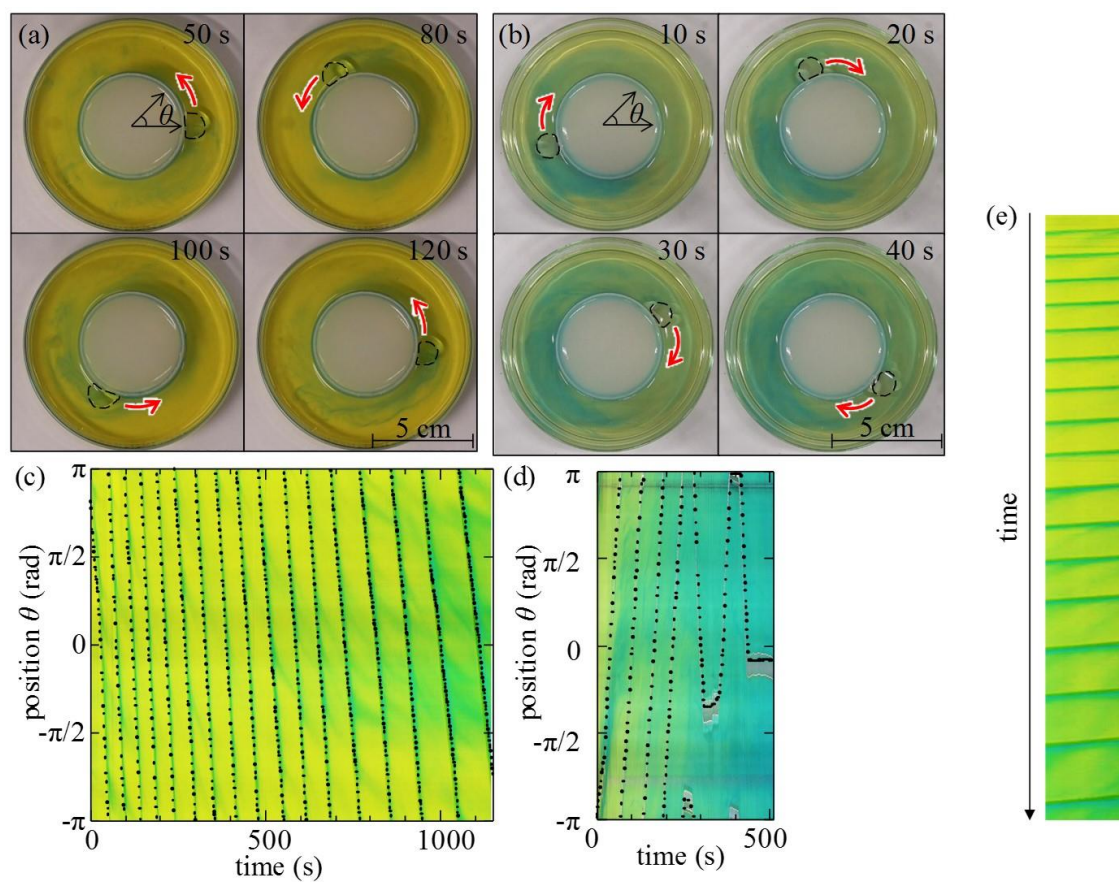 (a)
50 s
θ
80 s
100 s
120 s
5 cm
(b)
10 s
θ
20 s
30 s
40 s
5 cm
(c)
π
π/2
0
-π/2
-π
position θ (rad)
0
500
1000
time (s)
(d)
π
π/2
0
-π/2
-π
position θ (rad)
0
500
time (s)
(e)
time